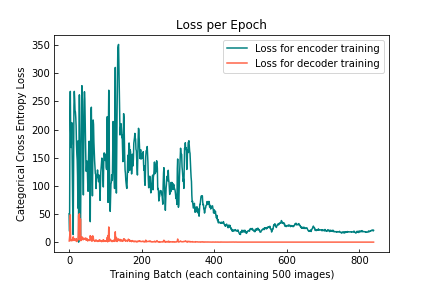 Loss per Epoch
Loss for encoder training
Loss for decoder training
Categorical Cross Entropy Loss
350
300
250
200
150
100
50
0
0 200 400 600 800
Training Batch (each containing 500 images)